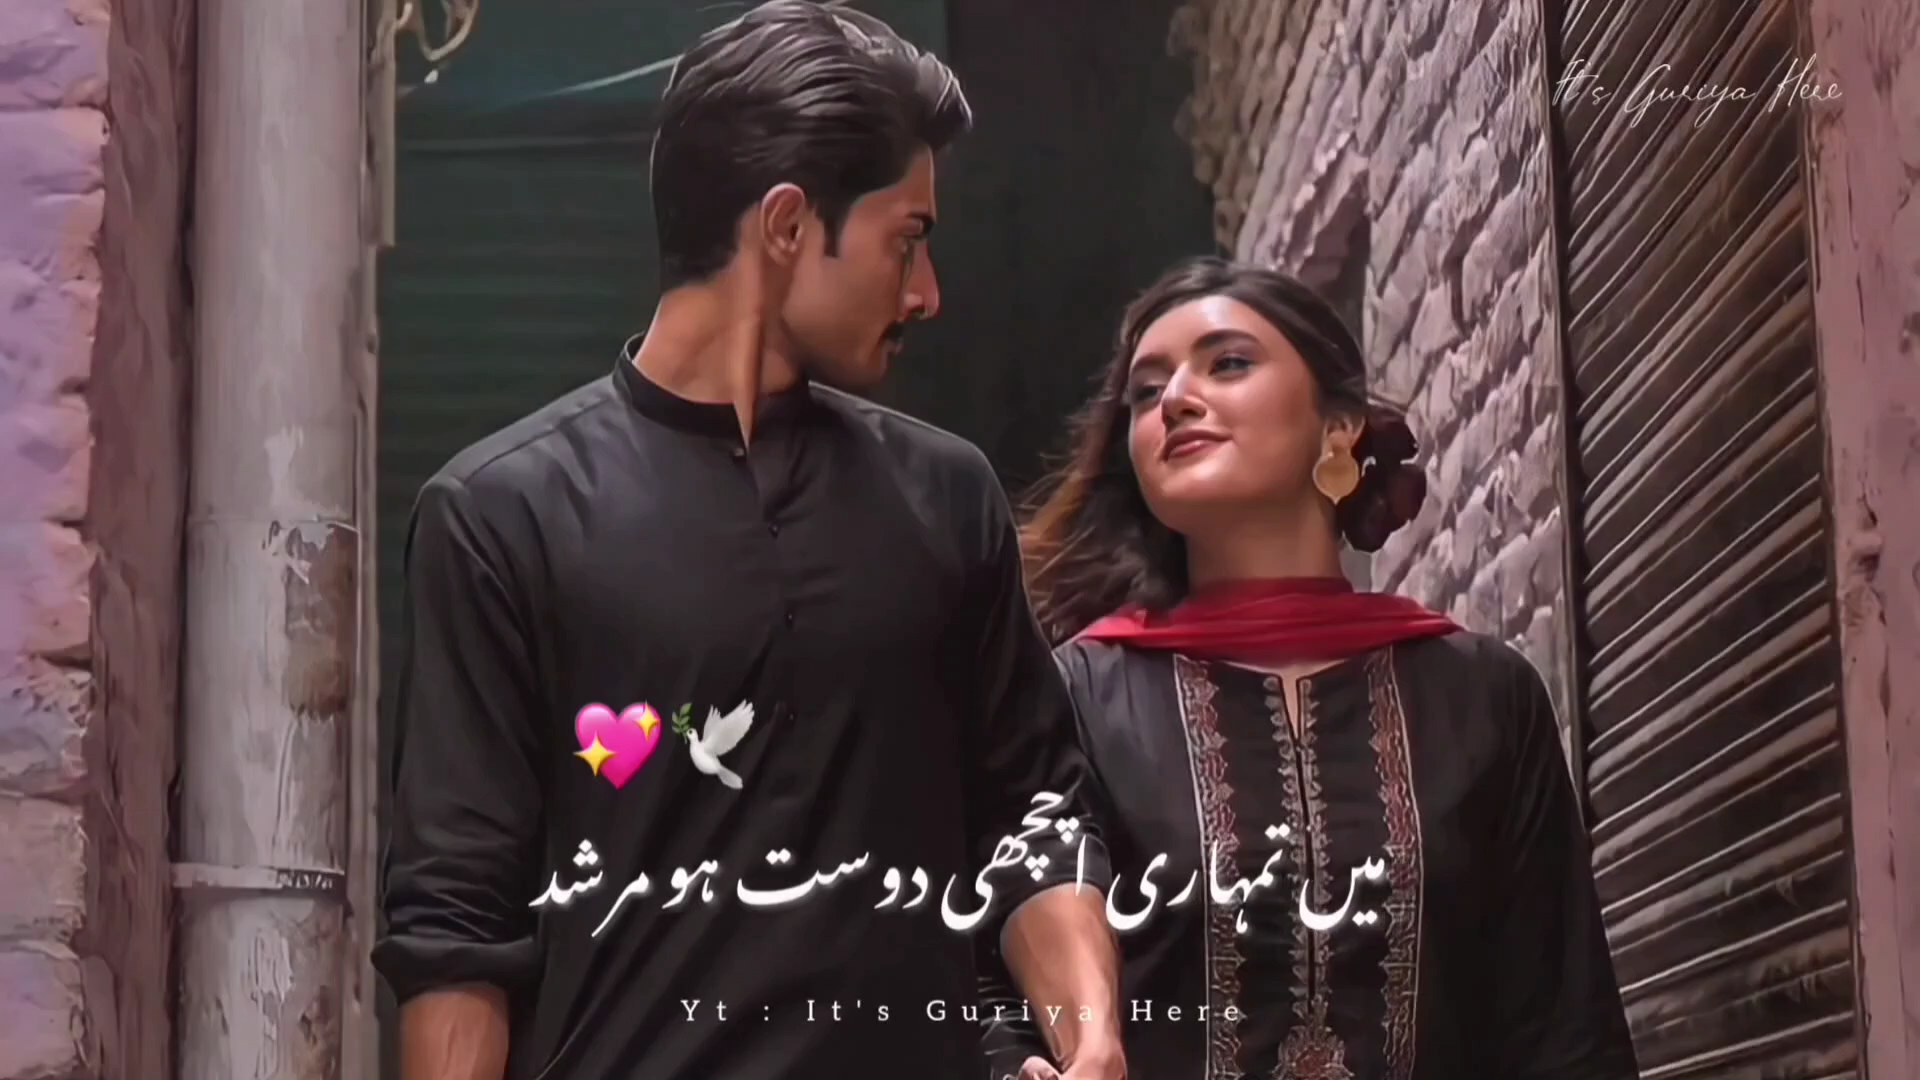 It's Guriya Here
💖🕊
میں تمہاری اچھی دوست ہو مرشد
Yt : It's Guriya Here